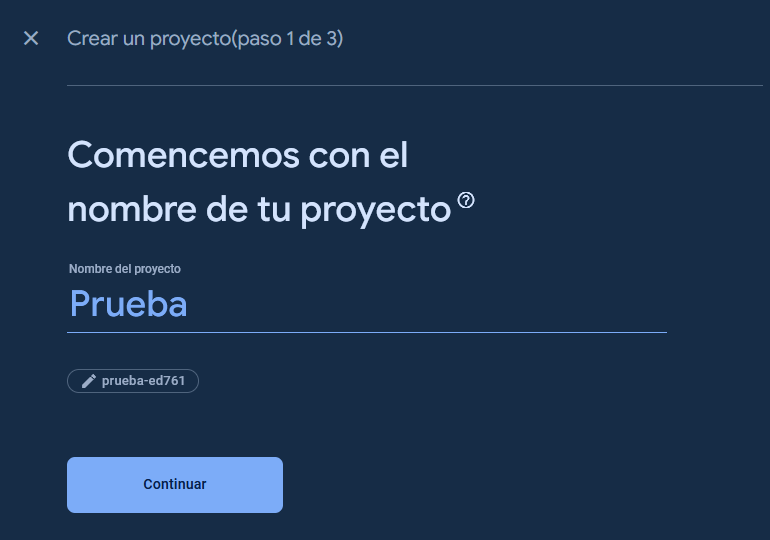 Crear un proyecto(paso 1 de 3)
Comencemos con el
nombre de tu proyecto
Nombre del proyecto
Prueba
prueba-ed761
Continuar